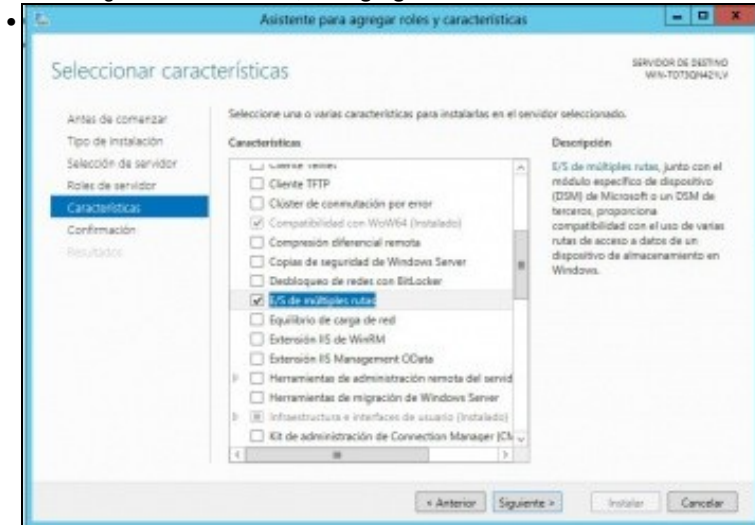 Asistente para agregar roles y características
Seleccionar características
SERVIDOR DE DESTINO
Antes de comenzar
Tipo de instalación
Selección de servidor
Roles de servidor
Características
Confirmación
Resultados
Seleccione una o varias características para instalarlas en el servidor seleccionado.
Características
Cliente Telnet
Cliente TFTP
Clúster de conmutación por error
Compatibilidad con WoW64 (Instalado)
Compresión diferencial remota
Copias de seguridad de Windows Server
Desbloqueo de redes con BitLocker
E/S de múltiples rutas
Equilibrio de carga de red
Extensión IIS de WinRM
Extensión IIS Management OData
Herramientas de administración remota del servid
Herramientas de migración de Windows Server
Infraestructura e interfaces de usuario (Instalado)
Kit de administración de Connection Manager (CM
Descripción
E/S de múltiples rutas, junto con el
módulo específico de dispositivo
(DSM) de Microsoft o un DSM de
terceros, proporciona
compatibilidad con el uso de varias
rutas de acceso a datos de un
dispositivo de almacenamiento en
Windows.
< Anterior
Siguiente >
Instalar
Cancelar